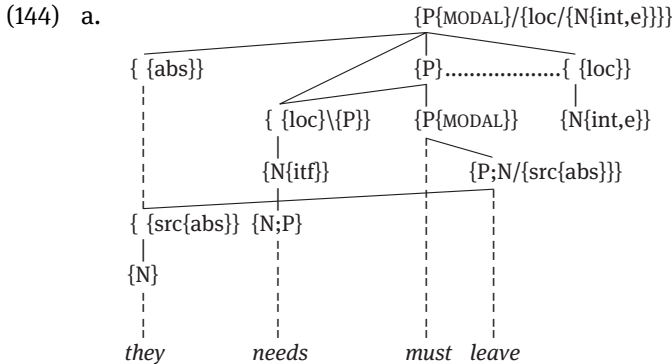 (144) a. {P{MODAL}/{loc/{N{int,e}}}}
{ {abs}} {P}....................{ {loc}}
{ {loc}\{P}} {P{MODAL}} {N{int,e}}
{N{itf}} {P;N/{src{abs}}}
{ {src{abs}} {N;P}
{N}
they needs must leave